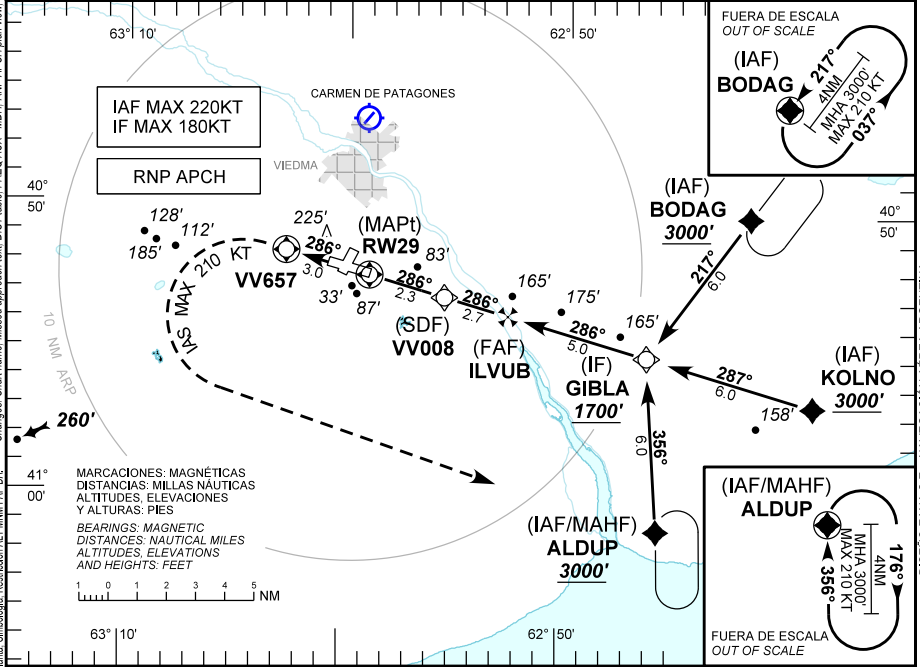 63° 10'
62° 50'
FUERA DE ESCALA
OUT OF SCALE
(IAF)
BODAG
217°
4NM
MHA 3000'
MAX 210 KT
037°
IAF MAX 220KT
IF MAX 180KT
RNP APCH
CARMEN DE PATAGONES
VIEDMA
40°
50'
40°
50'
(IAF)
BODAG
3000'
217°
6.0
128'
185'
112'
225'
286°
3.0
VV657
(MAPt)
RW29
83'
33'
87'
286°
2.3
(SDF)
VV008
286°
2.7
165'
(FAF)
ILVUB
175'
286°
5.0
165'
(IF)
GIBLA
1700'
287°
6.0
(IAF)
KOLNO
3000'
158'
IAS MAX 210 KT
10 NM ARP
260'
356°
6.0
(IAF/MAHF)
ALDUP
3000'
41°
00'
MARCACIONES: MAGNÉTICAS
DISTANCIAS: MILLAS NÁUTICAS
ALTITUDES, ELEVACIONES
Y ALTURAS: PIES
BEARINGS: MAGNETIC
DISTANCES: NAUTICAL MILES
ALTITUDES, ELEVATIONS
AND HEIGHTS: FEET
1 0 1 2 3 4 5 NM
(IAF/MAHF)
ALDUP
356°
MHA 3000'
MAX 210 KT
4NM
176°
FUERA DE ESCALA
OUT OF SCALE
63° 10'
62° 50'